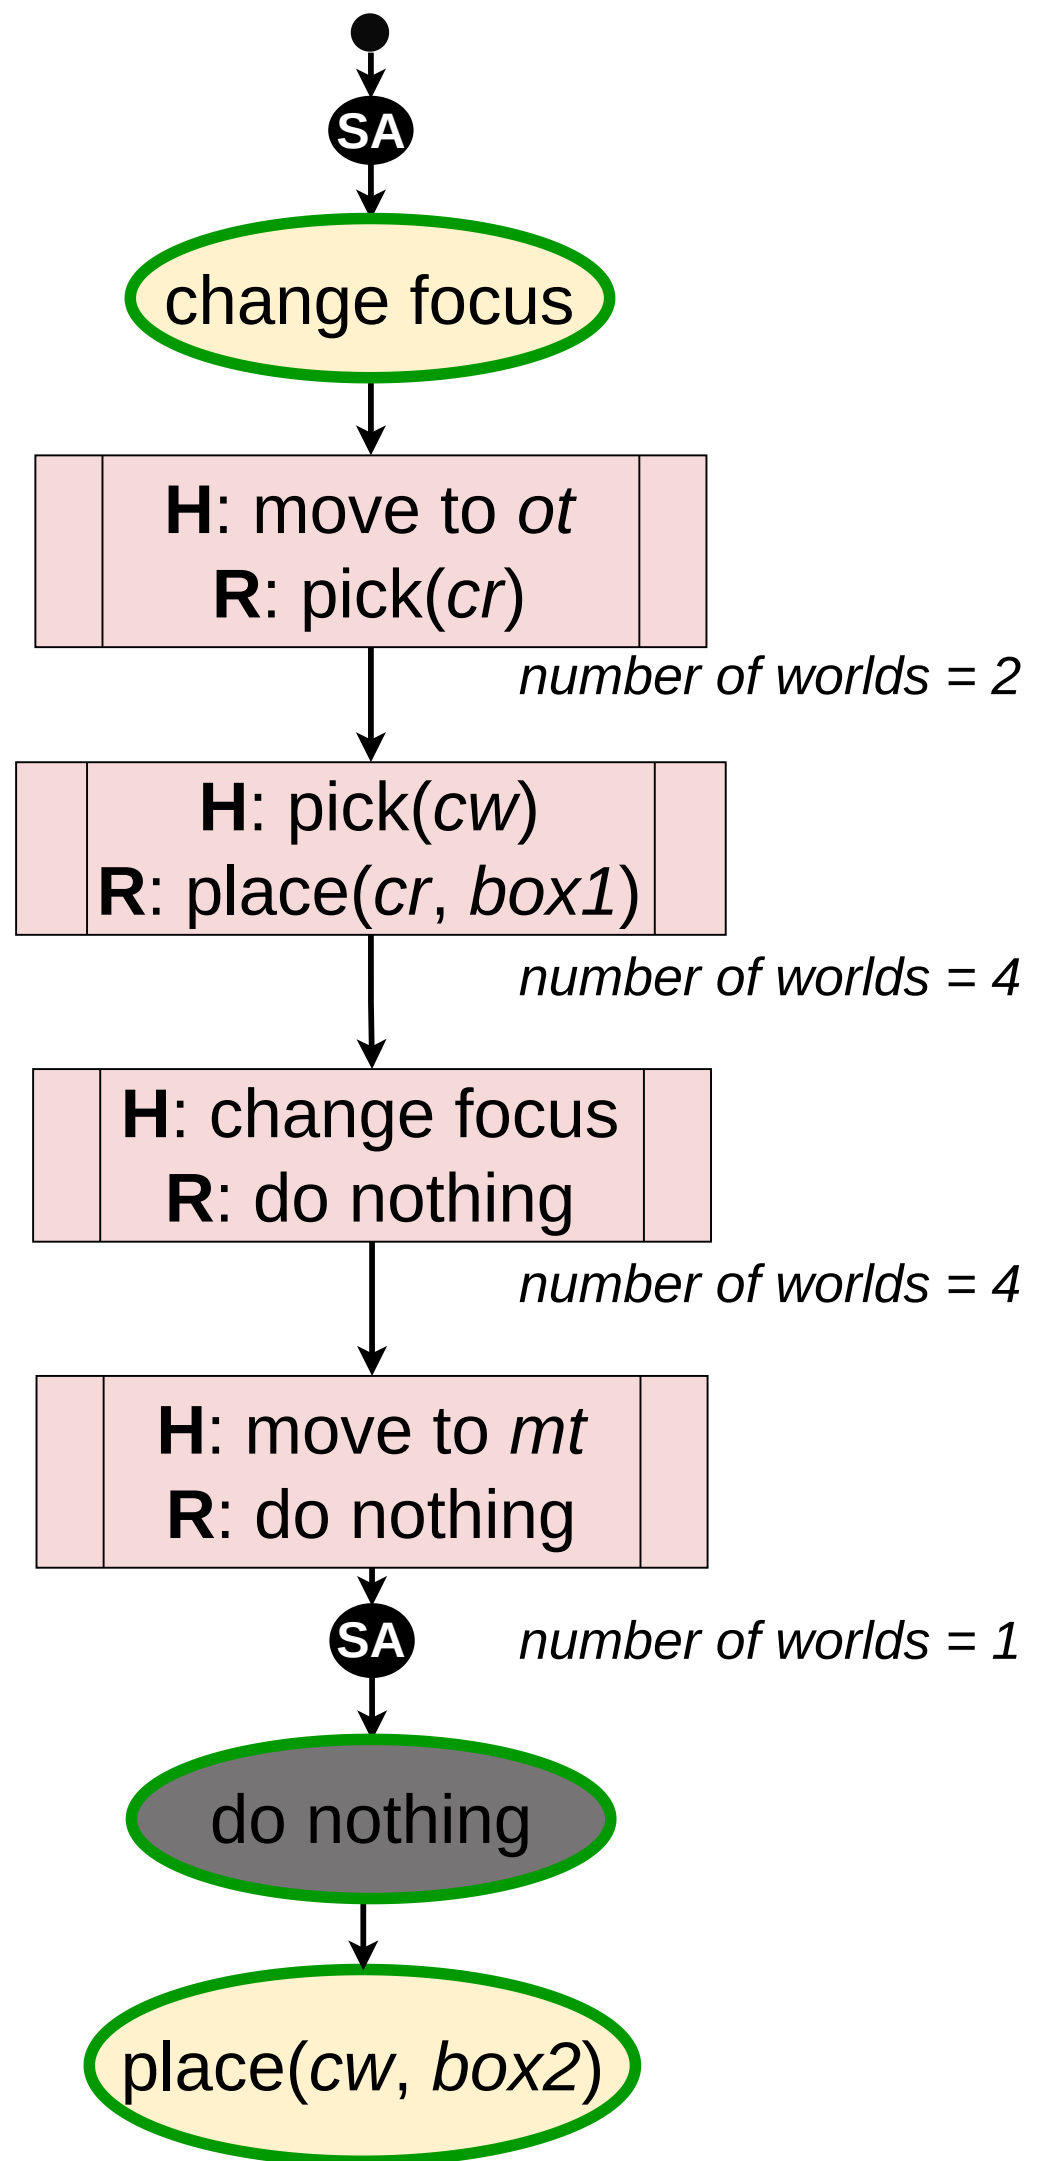 SA
change focus
H: move to ot
R: pick(cr)
number of worlds = 2
H: pick(cw)
R: place(cr, box1)
number of worlds = 4
H: change focus
R: do nothing
number of worlds = 4
H: move to mt
R: do nothing
SA
number of worlds = 1
do nothing
place(cw, box2)